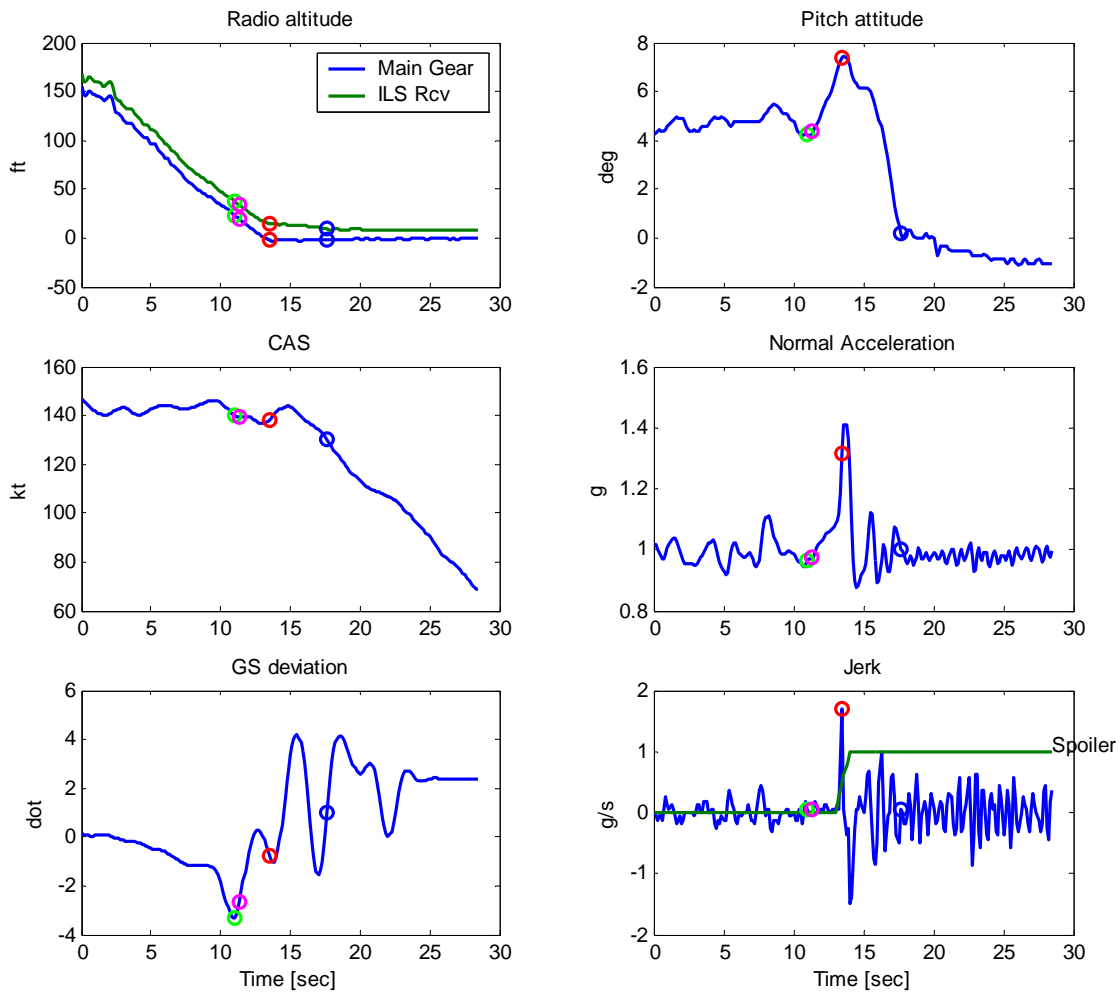 Radio altitude
200
150
100
50
0
-50
ft
Main Gear
ILS Rcv
0 5 10 15 20 25 30
Pitch attitude
8
6
4
2
0
-2
deg
0 5 10 15 20 25 30
CAS
160
140
120
100
80
60
kt
0 5 10 15 20 25 30
Normal Acceleration
1.6
1.4
1.2
1
0.8
g
0 5 10 15 20 25 30
GS deviation
6
4
2
0
-2
-4
dot
0 5 10 15 20 25 30
Time [sec]
Jerk
2
1
0
-1
-2
g/s
Spoiler
0 5 10 15 20 25 30
Time [sec]